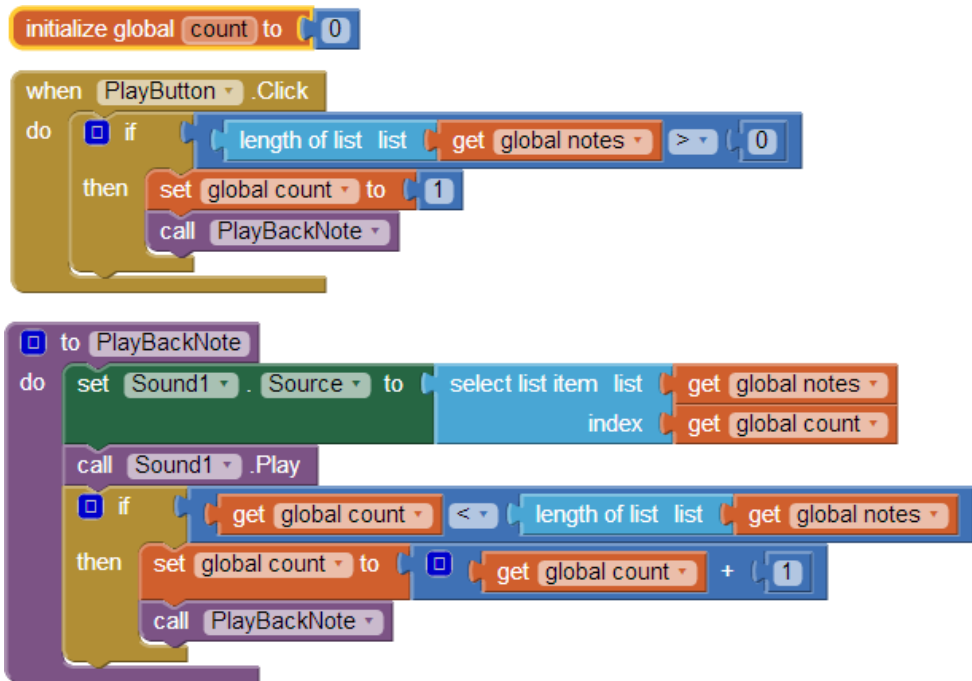 initialize global count to 0
when PlayButton .Click
do if length of list list get global notes > 0
then set global count to 1
call PlayBackNote
to PlayBackNote
do set Sound1 . Source to select list item list get global notes
index get global count
call Sound1 .Play
if get global count < length of list list get global notes
then set global count to get global count + 1
call PlayBackNote